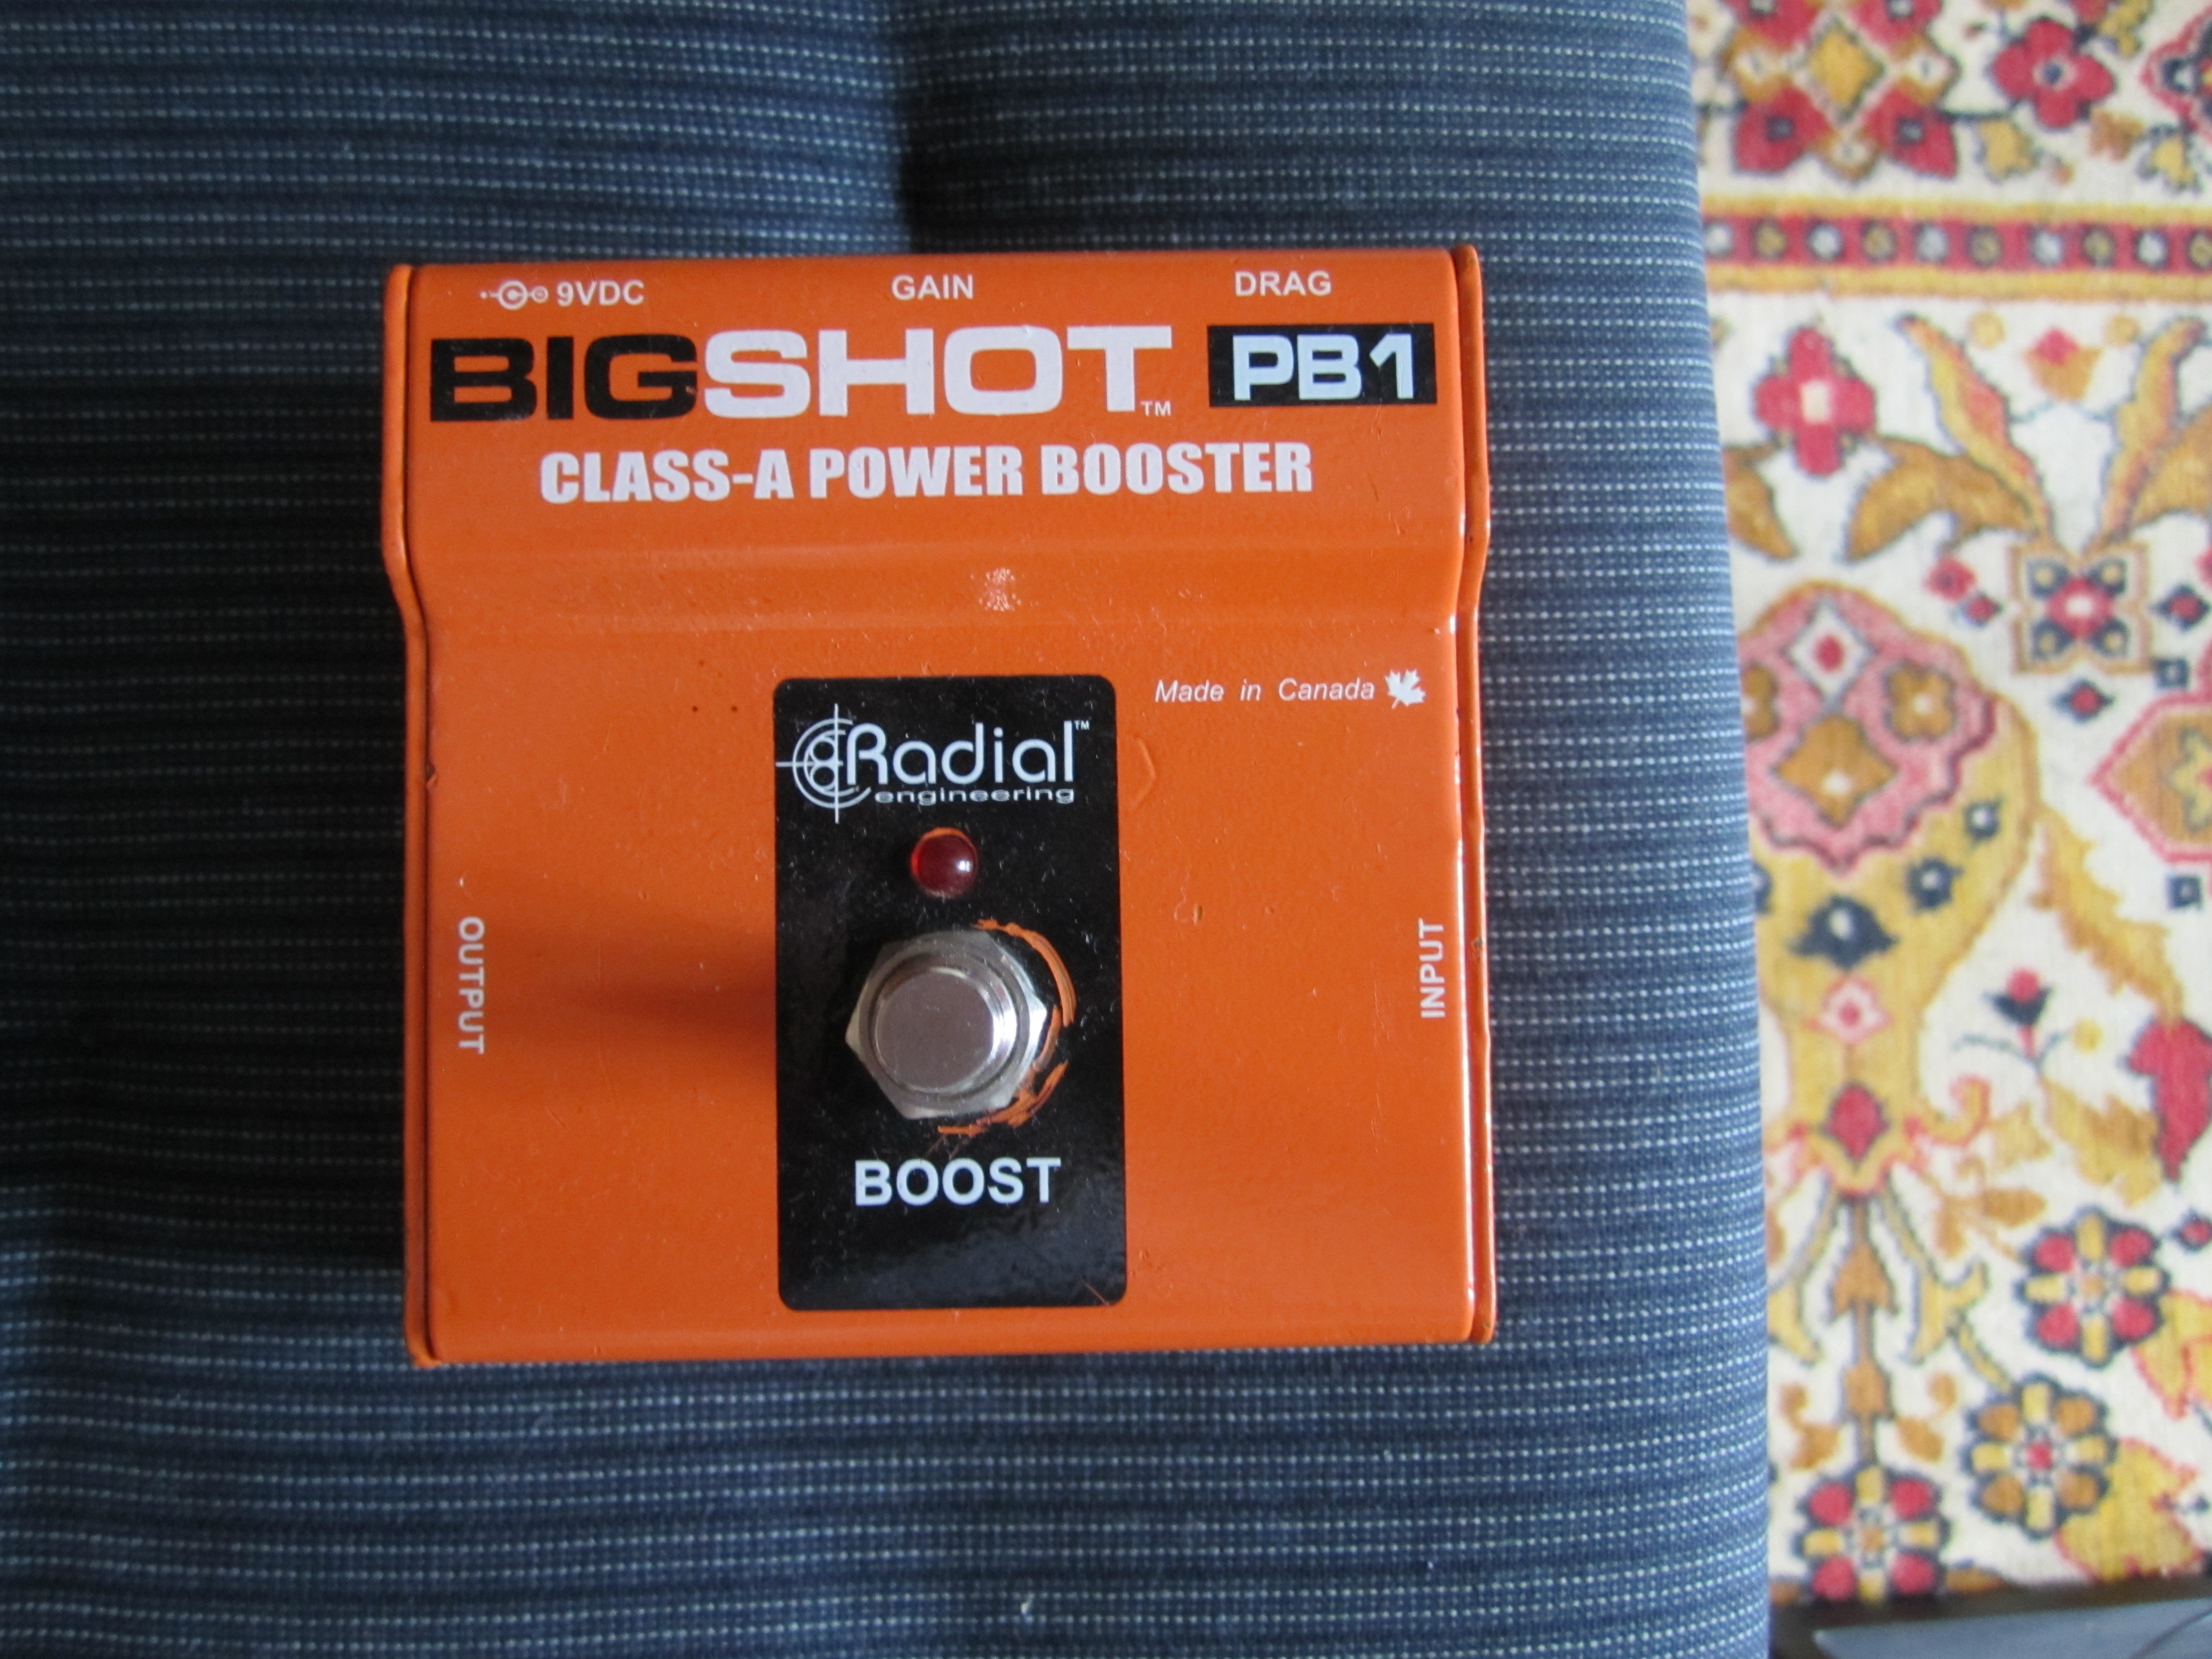 9VDC GAIN DRAG
BIGSHOT™ PB1
CLASS-A POWER BOOSTER
Made in Canada
Radial™
engineering
OUTPUT
INPUT
BOOST